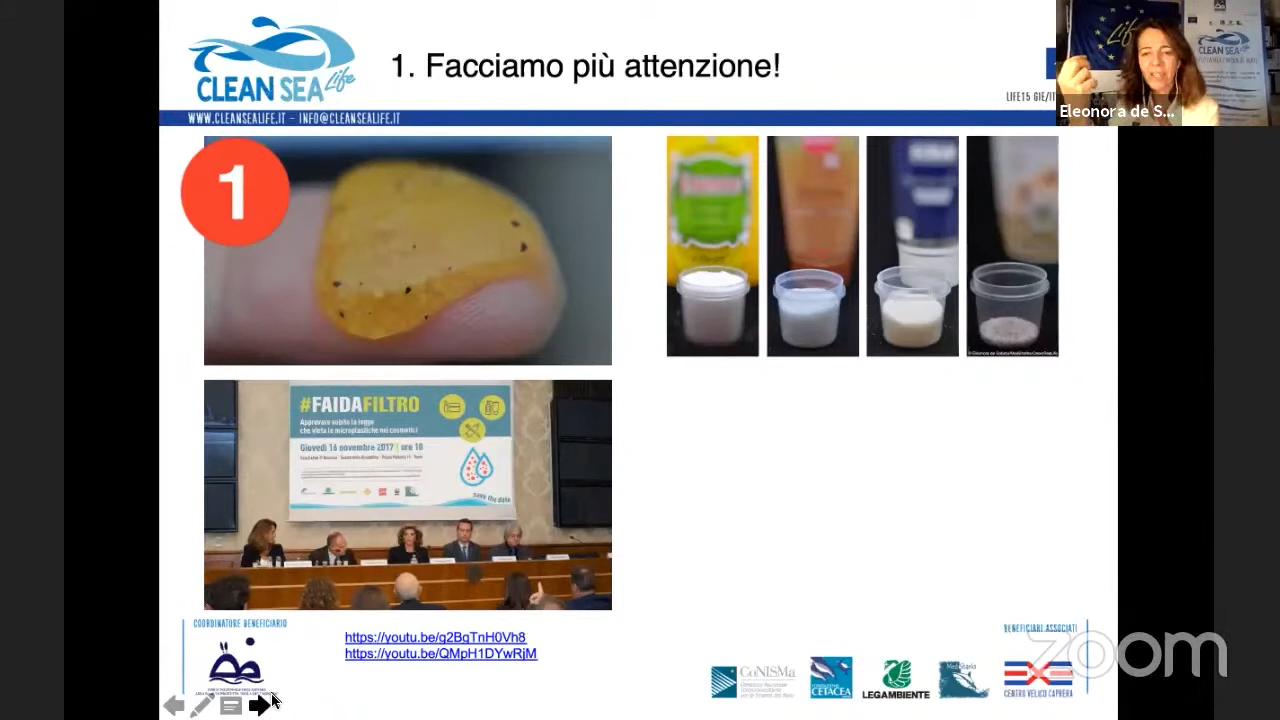 CLEAN SEA Life
1. Facciamo più attenzione!
LIFE15 GIE/IT
WWW.CLEANSEALIFE.IT - INFO@CLEANSEALIFE.IT
Eleonora de S...
1
#FAIDAFILTRO
Approvare subito la legge
che vieta le microplastiche nei cosmetici
Giovedì 16 novembre 2017 | ore 10
save the date
COORDINATORE BENEFICIARIO
https://youtu.be/g2BgTnH0Vh8
https://youtu.be/QMpH1DYwRjM
BENEFICIARI ASSOCIATI
CoNISMa
FONDAZIONE
CETACEA
LEGAMBIENTE
MedSharks
CENTRO VELICO CAPRERA
zoom